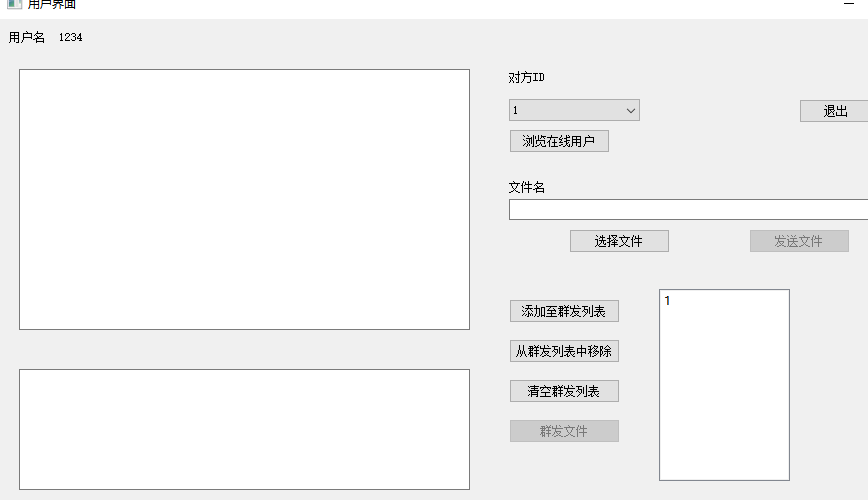 用户界面
用户名 1234
对方ID
1
退出
浏览在线用户
文件名
选择文件
发送文件
添加至群发列表
1
从群发列表中移除
清空群发列表
群发文件